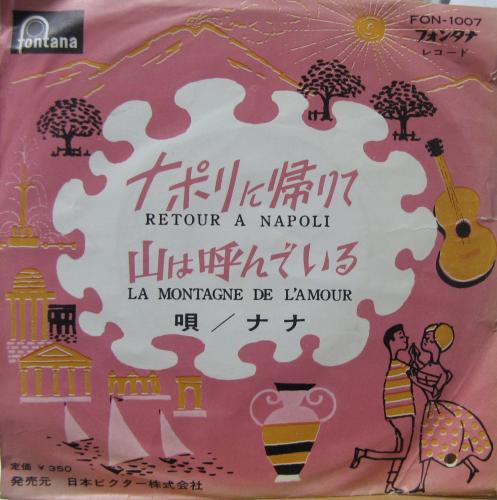 fontana
FON-1007
フォンタナ
レコード
ナポリに帰りて
RETOUR A NAPOLI
山は呼んでいる
LA MONTAGNE DE L'AMOUR
唄／ナナ
定価 ¥350
発売元 日本ビクター株式会社